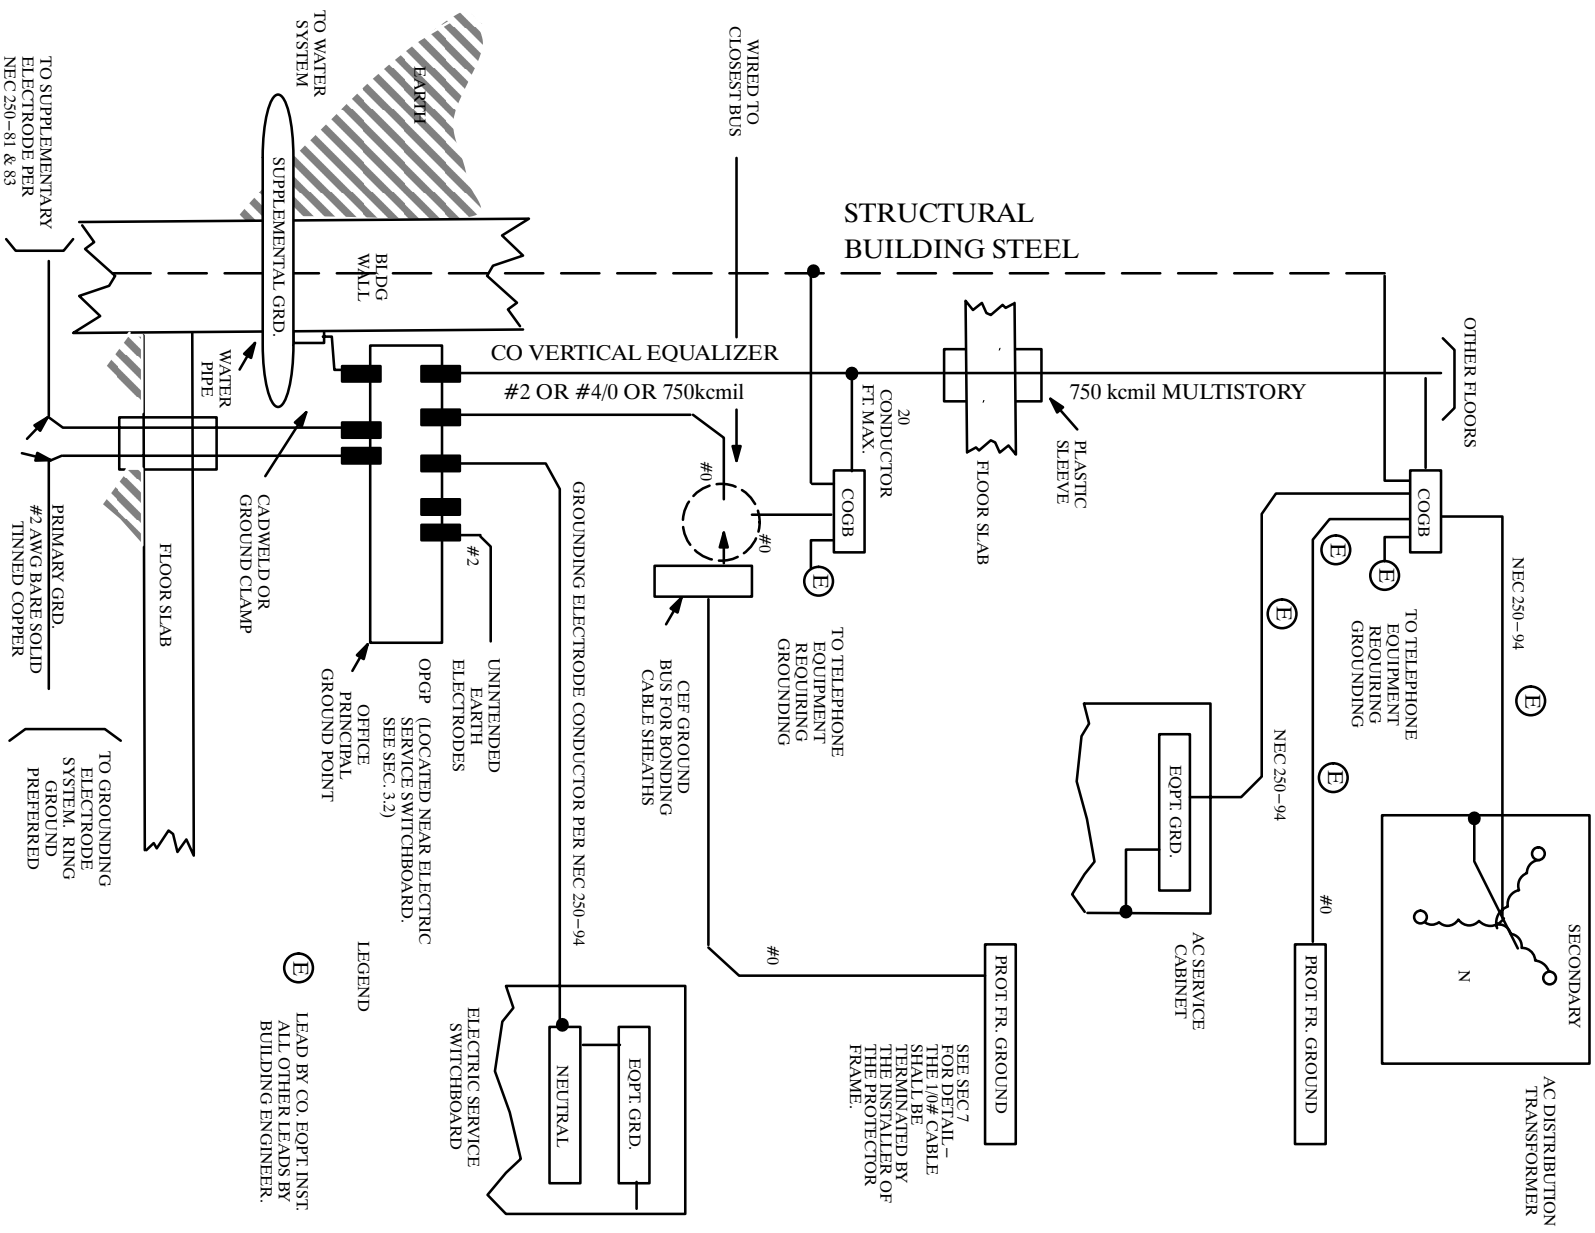 STRUCTURAL
BUILDING STEEL
CO VERTICAL EQUALIZER
#2 OR #4/0 OR 750kcmil
750 kcmil MULTISTORY
OTHER FLOORS
COGB
NEC 250−94
E
E
E
TO TELEPHONE
EQUIPMENT
REQUIRING
GROUNDING
SECONDARY
N
AC DISTRIBUTION
TRANSFORMER
E
NEC 250−94
E
#0
PROT. FR. GROUND
EQPT. GRD.
AC SERVICE
CABINET
PLASTIC
SLEEVE
FLOOR SLAB
20
CONDUCTOR
FT. MAX.
COGB
E
TO TELEPHONE
EQUIPMENT
REQUIRING
GROUNDING
PROT. FR. GROUND
SEE SEC 7
FOR DETAIL−
THE 1/0# CABLE
SHALL BE
TERMINATED BY
THE INSTALLER OF
THE PROTECTOR
FRAME.
WIRED TO
CLOSEST BUS
#0
#0
#0
CEF GROUND
BUS FOR BONDING
CABLE SHEATHS
GROUNDING ELECTRODE CONDUCTOR PER NEC 250−94
EQPT. GRD.
NEUTRAL
ELECTRIC SERVICE
SWITCHBOARD
#2
UNINTENDED
EARTH
ELECTRODES
OPGP (LOCATED NEAR ELECTRIC
SERVICE SWITCHBOARD.
SEE SEC. 3.2)
OFFICE
PRINCIPAL
GROUND POINT
EARTH
BLDG
WALL
TO WATER
SYSTEM
SUPPLEMENTAL GRD.
WATER
PIPE
CADWELD OR
GROUND CLAMP
FLOOR SLAB
TO SUPPLEMENTARY
ELECTRODE PER
NEC 250−81 & 83
PRIMARY GRD.
#2 AWG BARE SOLID
TINNED COPPER
TO GROUNDING
ELECTRODE
SYSTEM. RING
GROUND
PREFERRED
LEGEND
E
LEAD BY CO. EQPT. INST.
ALL OTHER LEADS BY
BUILDING ENGINEER.